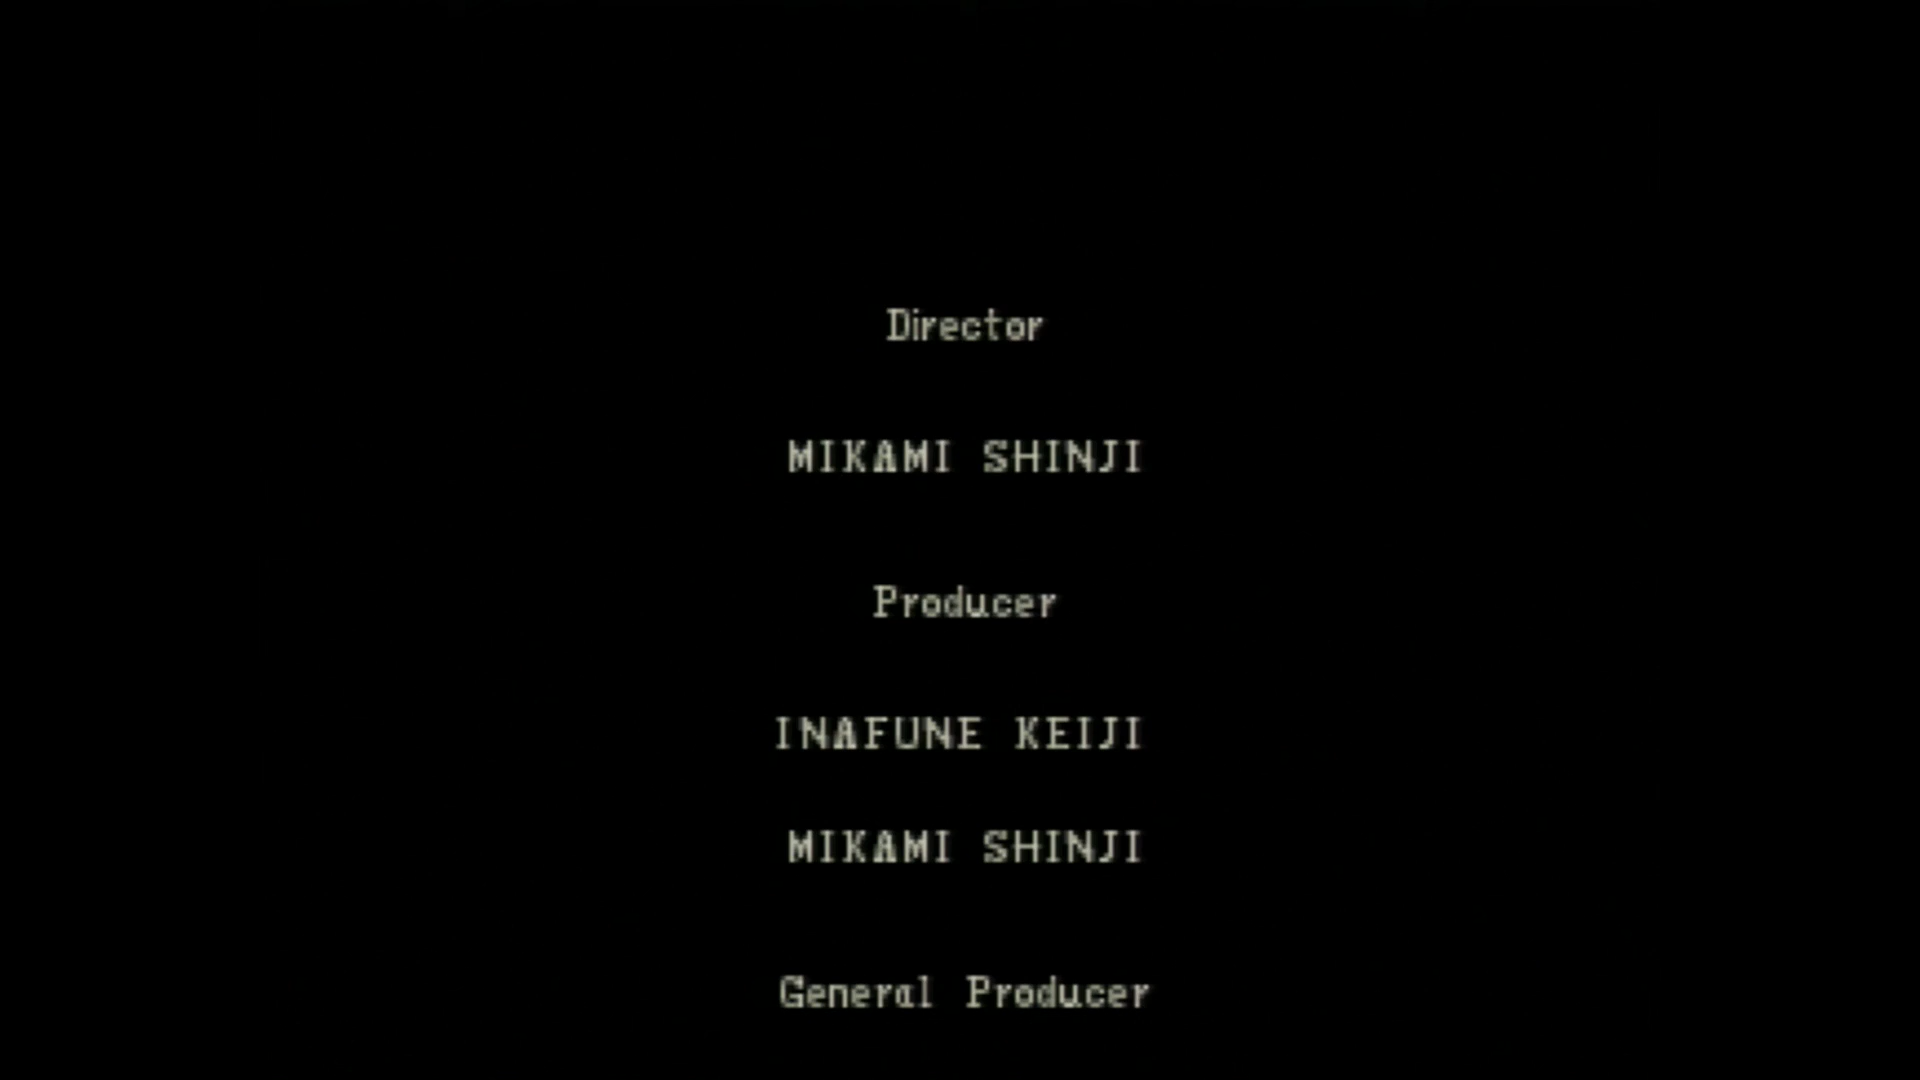 Director
MIKAMI SHINJI
Producer
INAFUNE KEIJI
MIKAMI SHINJI
General Producer